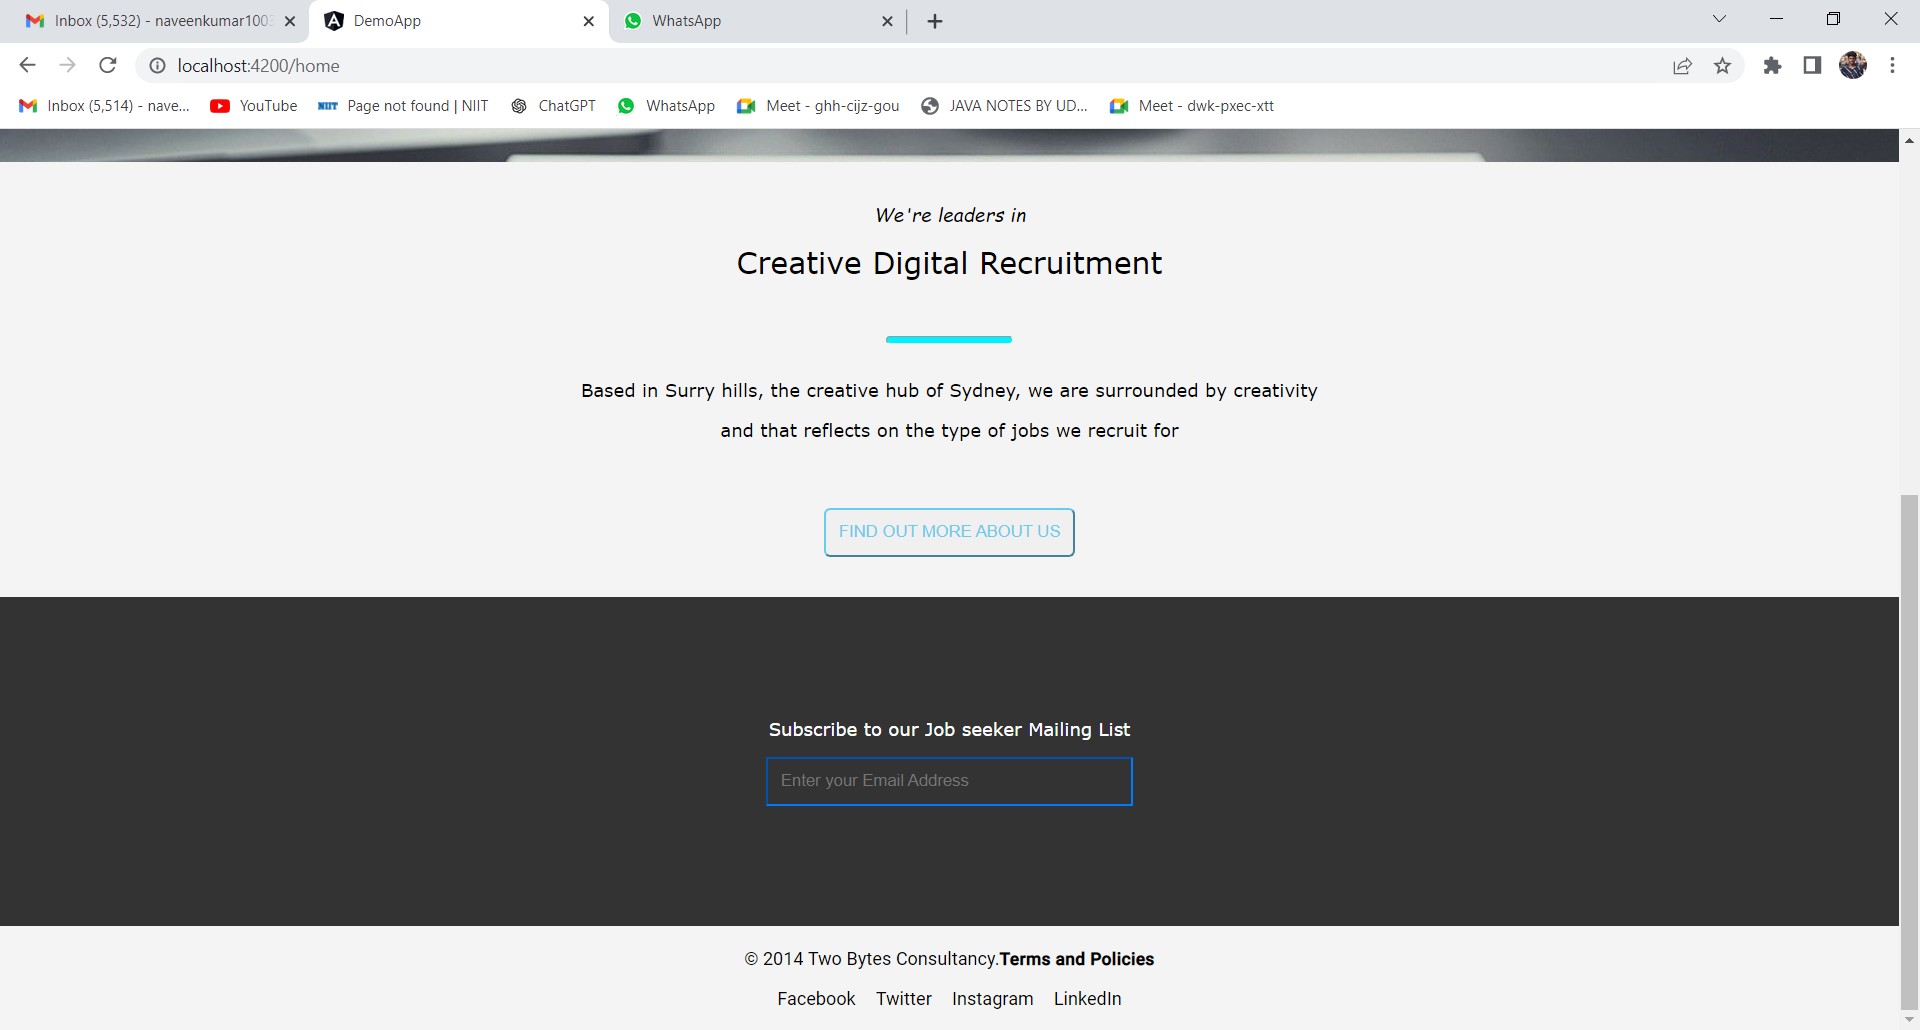 Inbox (5,532) - naveenkumar100
DemoApp
WhatsApp
localhost:4200/home
Inbox (5,514) - nave...
YouTube
NIIT Page not found | NIIT
ChatGPT
WhatsApp
Meet - ghh-cijz-gou
JAVA NOTES BY UD...
Meet - dwk-pxec-xtt
We're leaders in
Creative Digital Recruitment
Based in Surry hills, the creative hub of Sydney, we are surrounded by creativity
and that reflects on the type of jobs we recruit for
FIND OUT MORE ABOUT US
Subscribe to our Job seeker Mailing List
Enter your Email Address
© 2014 Two Bytes Consultancy.Terms and Policies
Facebook Twitter Instagram LinkedIn